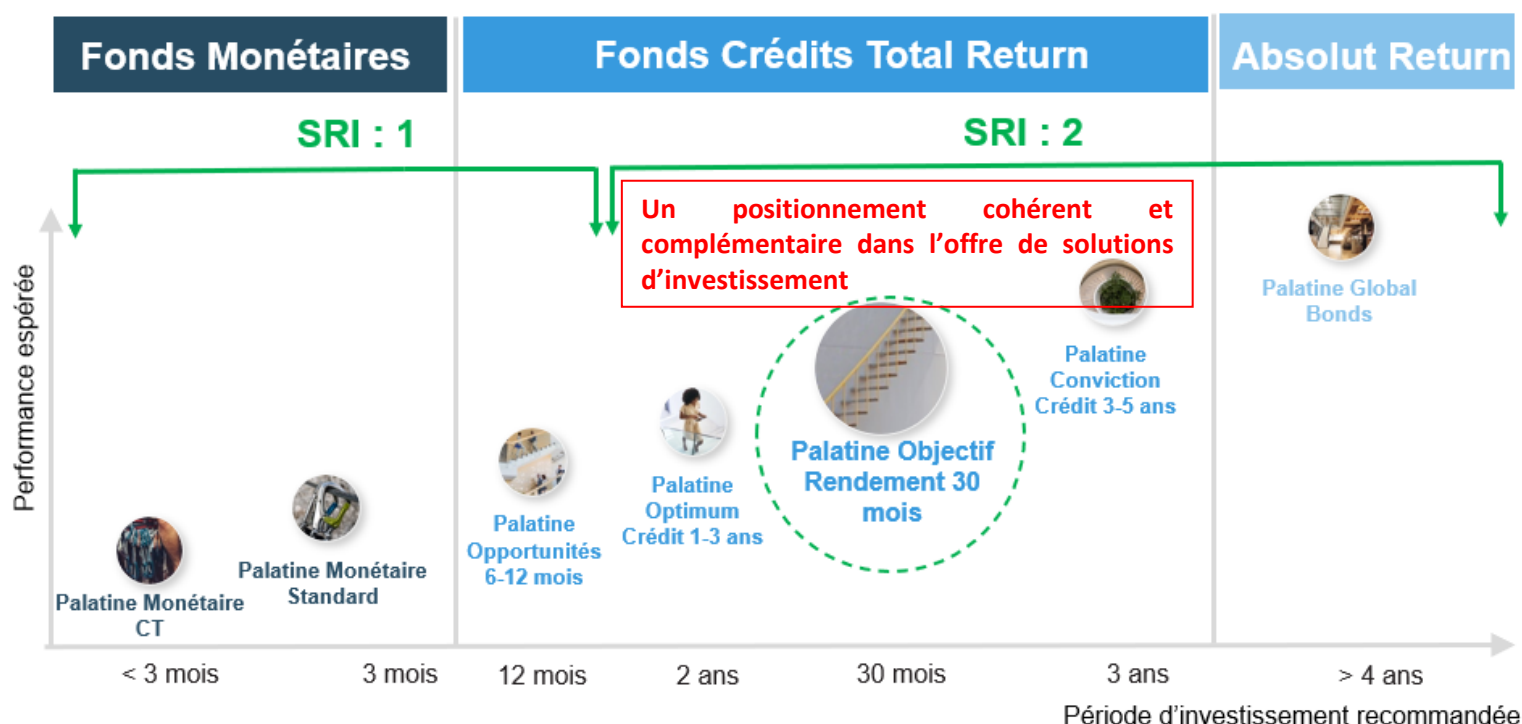 Fonds Monétaires
Fonds Crédits Total Return
Absolut Return
SRI : 1
SRI : 2
Un positionnement cohérent et
complémentaire dans l’offre de solutions
d’investissement
Performance espérée
Palatine Monétaire
CT
Palatine Monétaire
Standard
Palatine
Opportunités
6-12 mois
Palatine
Optimum
Crédit 1-3 ans
Palatine Objectif
Rendement 30
mois
Palatine
Conviction
Crédit 3-5 ans
Palatine Global
Bonds
< 3 mois
3 mois
12 mois
2 ans
30 mois
3 ans
> 4 ans
Période d’investissement recommandée